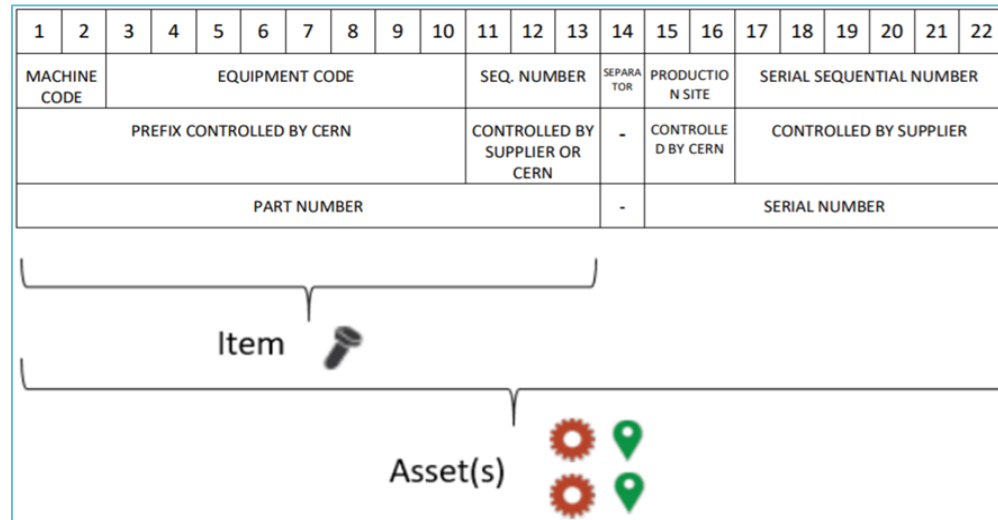 1 2 3 4 5 6 7 8 9 10 11 12 13 14 15 16 17 18 19 20 21 22
MACHINE CODE EQUIPMENT CODE SEQ. NUMBER SEPARA TOR PRODUCTIO N SITE SERIAL SEQUENTIAL NUMBER
PREFIX CONTROLLED BY CERN CONTROLLED BY SUPPLIER OR CERN - CONTROLLE D BY CERN CONTROLLED BY SUPPLIER
PART NUMBER - SERIAL NUMBER
Item
Asset(s)